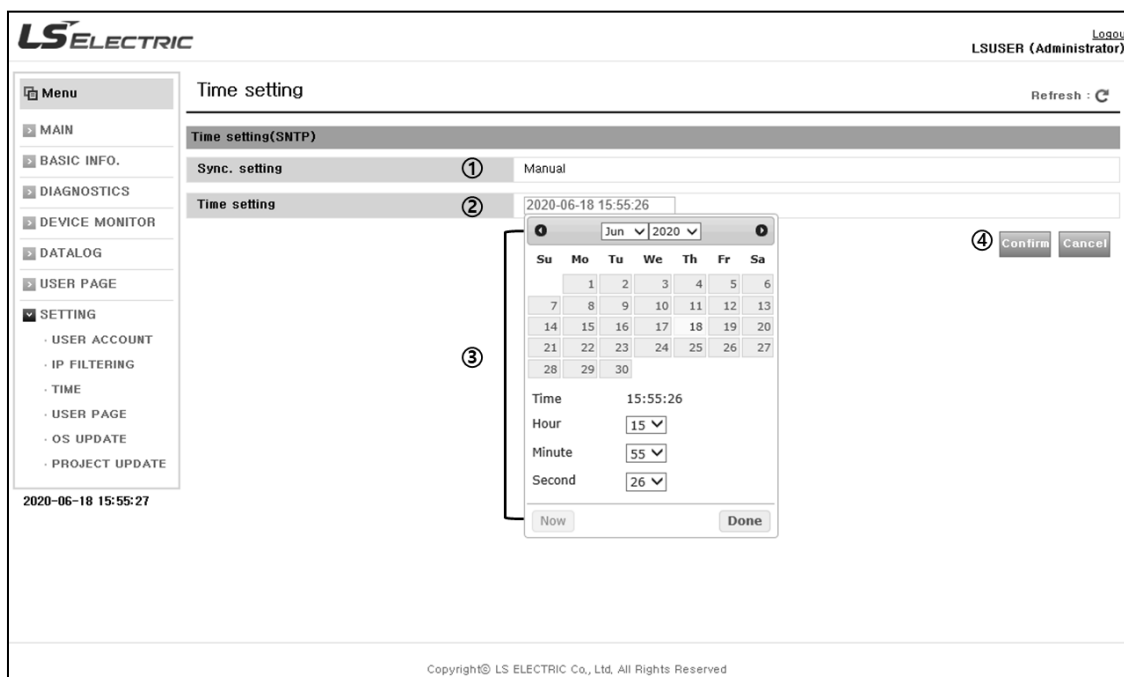 LS ELECTRIC
Logou
LSUSER (Administrator)
Menu
MAIN
BASIC INFO.
DIAGNOSTICS
DEVICE MONITOR
DATALOG
USER PAGE
SETTING
· USER ACCOUNT
· IP FILTERING
· TIME
· USER PAGE
· OS UPDATE
· PROJECT UPDATE
2020-06-18 15:55:27
Time setting
Refresh :
Time setting(SNTP)
Sync. setting ① Manual
Time setting ② 2020-06-18 15:55:26
④ Confirm Cancel
③
Jun 2020
Su Mo Tu We Th Fr Sa
1 2 3 4 5 6
7 8 9 10 11 12 13
14 15 16 17 18 19 20
21 22 23 24 25 26 27
28 29 30
Time 15:55:26
Hour 15
Minute 55
Second 26
Now Done
Copyright© LS ELECTRIC Co., Ltd, All Rights Reserved